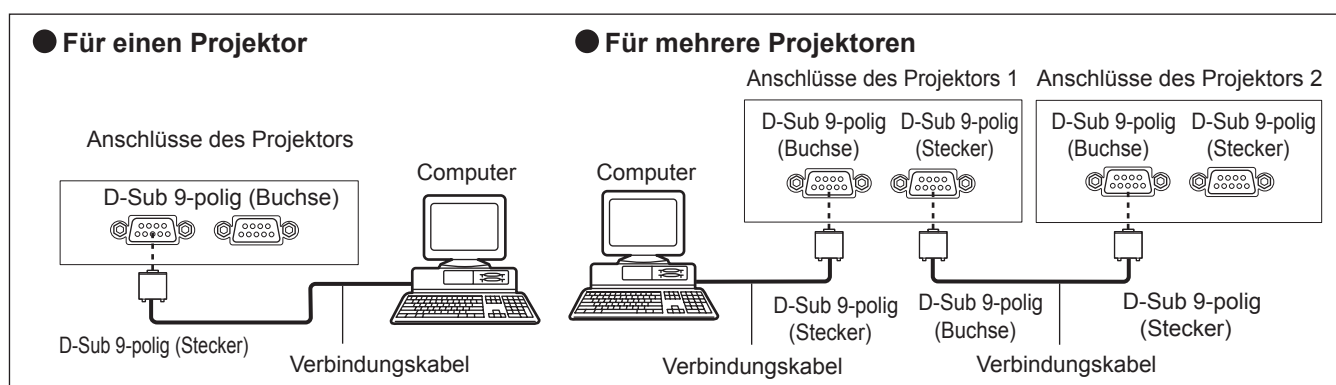 ● Für einen Projektor
Anschlüsse des Projektors
D-Sub 9-polig (Buchse)
Computer
D-Sub 9-polig (Stecker)
Verbindungskabel
● Für mehrere Projektoren
Anschlüsse des Projektors 1
Anschlüsse des Projektors 2
D-Sub 9-polig
(Buchse)
D-Sub 9-polig
(Stecker)
D-Sub 9-polig
(Buchse)
D-Sub 9-polig
(Stecker)
Computer
D-Sub 9-polig
(Stecker)
D-Sub 9-polig
(Buchse)
D-Sub 9-polig
(Stecker)
Verbindungskabel
Verbindungskabel